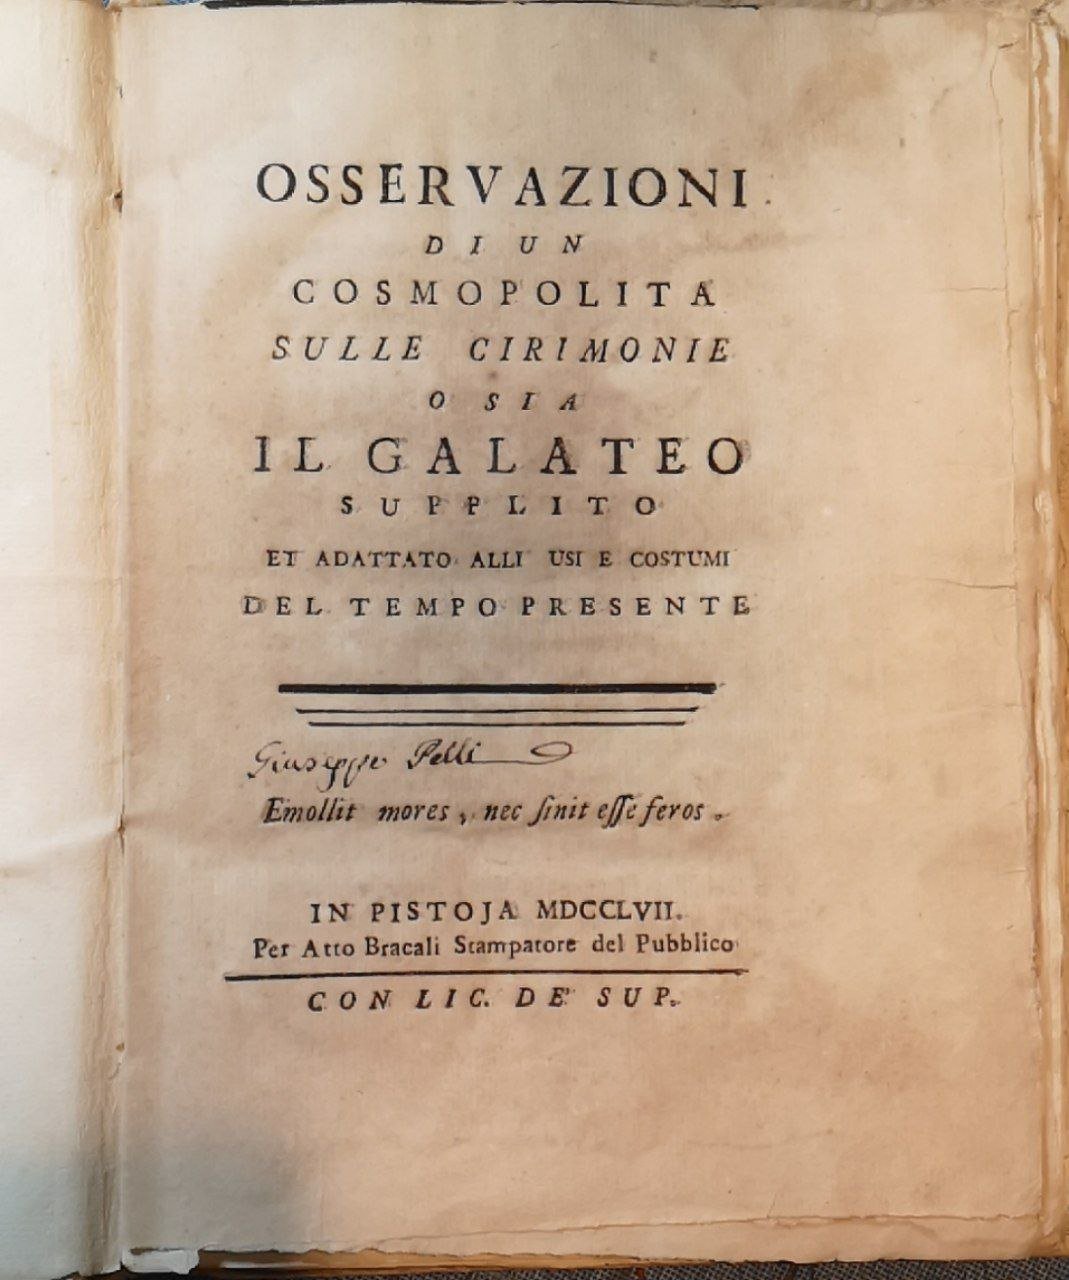 OSSERVAZIONI
DI UN
COSMOPOLITA
SULLE CIRIMONIE
O SIA
IL GALATEO
SUPPLITO
ET ADATTATO ALLI USI E COSTUMI
DEL TEMPO PRESENTE
Giuseppe Pelli
Emollit mores, nec ſinit eſſe feros.
IN PISTOJA MDCCLVII.
Per Atto Bracali Stampatore del Pubblico
CON LIC. DE' SUP.